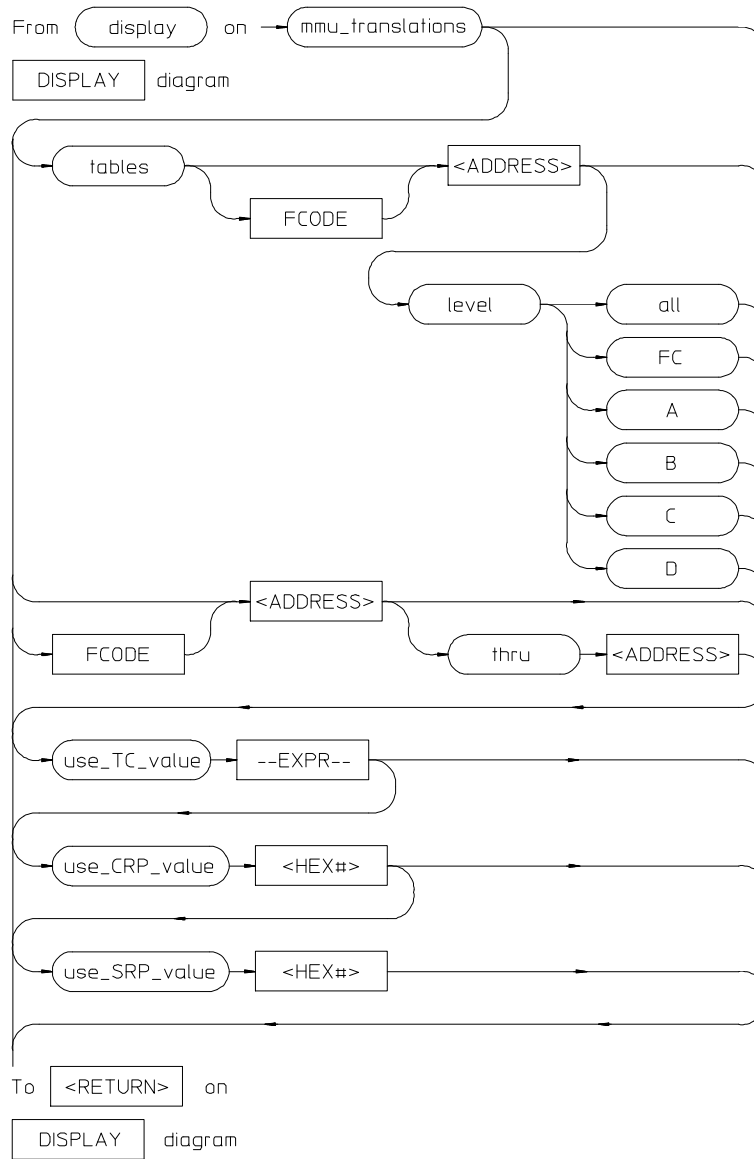 From display on mmu_translations
DISPLAY diagram
tables <ADDRESS>
FCODE
level all
FC
A
B
C
D
<ADDRESS>
FCODE thru <ADDRESS>
use_TC_value --EXPR--
use_CRP_value <HEX#>
use_SRP_value <HEX#>
To <RETURN> on
DISPLAY diagram